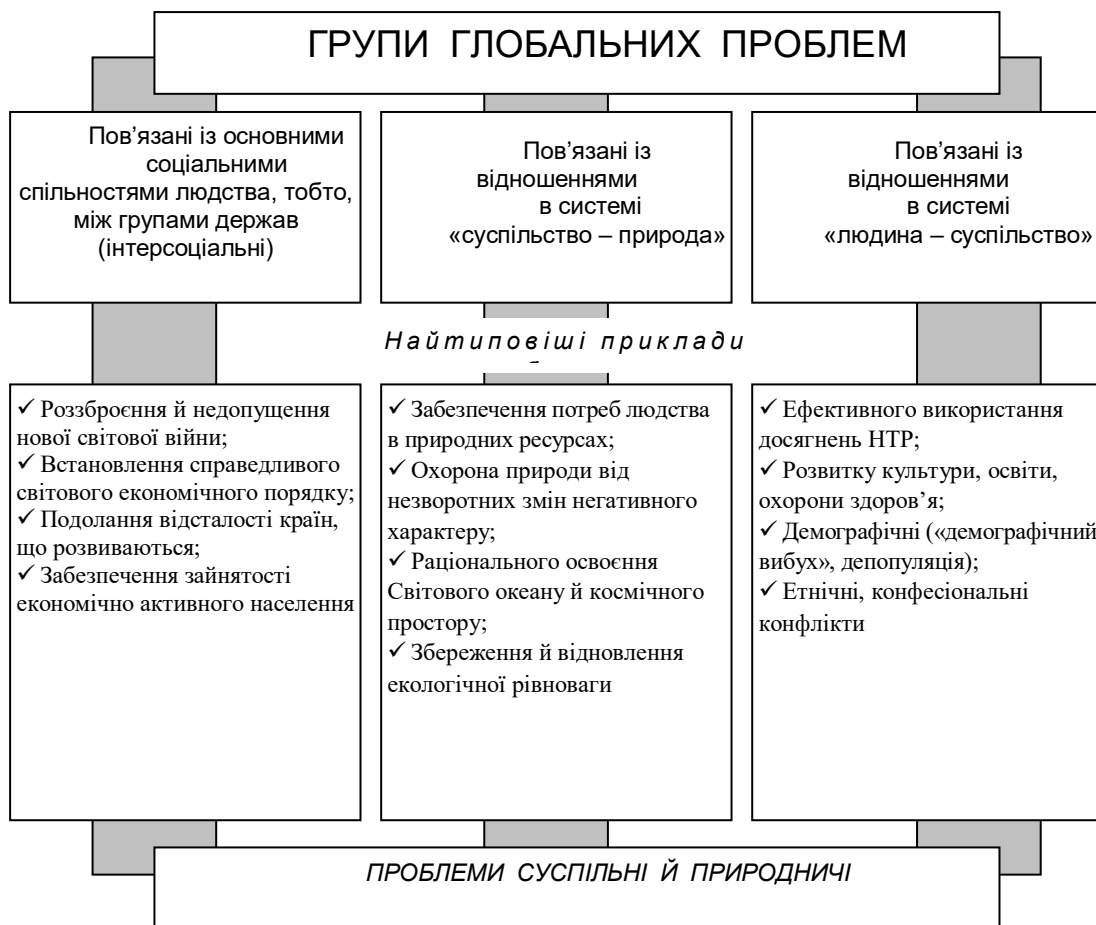 ГРУПИ ГЛОБАЛЬНИХ ПРОБЛЕМ
Пов’язані із основними
соціальними
спільностями людства, тобто,
між групами держав
(інтерсоціальні)
Пов’язані із
відношеннями
в системі
«суспільство – природа»
Пов’язані із
відношеннями
в системі
«людина – суспільство»
Найтиповіші приклади
✓ Роззброєння й недопущення
нової світової війни;
✓ Встановлення справедливого
світового економічного порядку;
✓ Подолання відсталості країн,
що розвиваються;
✓ Забезпечення зайнятості
економічно активного населення
✓ Забезпечення потреб людства
в природних ресурсах;
✓ Охорона природи від
незворотних змін негативного
характеру;
✓ Раціонального освоєння
Світового океану й космічного
простору;
✓ Збереження й відновлення
екологічної рівноваги
✓ Ефективного використання
досягнень НТР;
✓ Розвитку культури, освіти,
охорони здоров’я;
✓ Демографічні («демографічний
вибух», депопуляція);
✓ Етнічні, конфесіональні
конфлікти
ПРОБЛЕМИ СУСПІЛЬНІ Й ПРИРОДНИЧІ